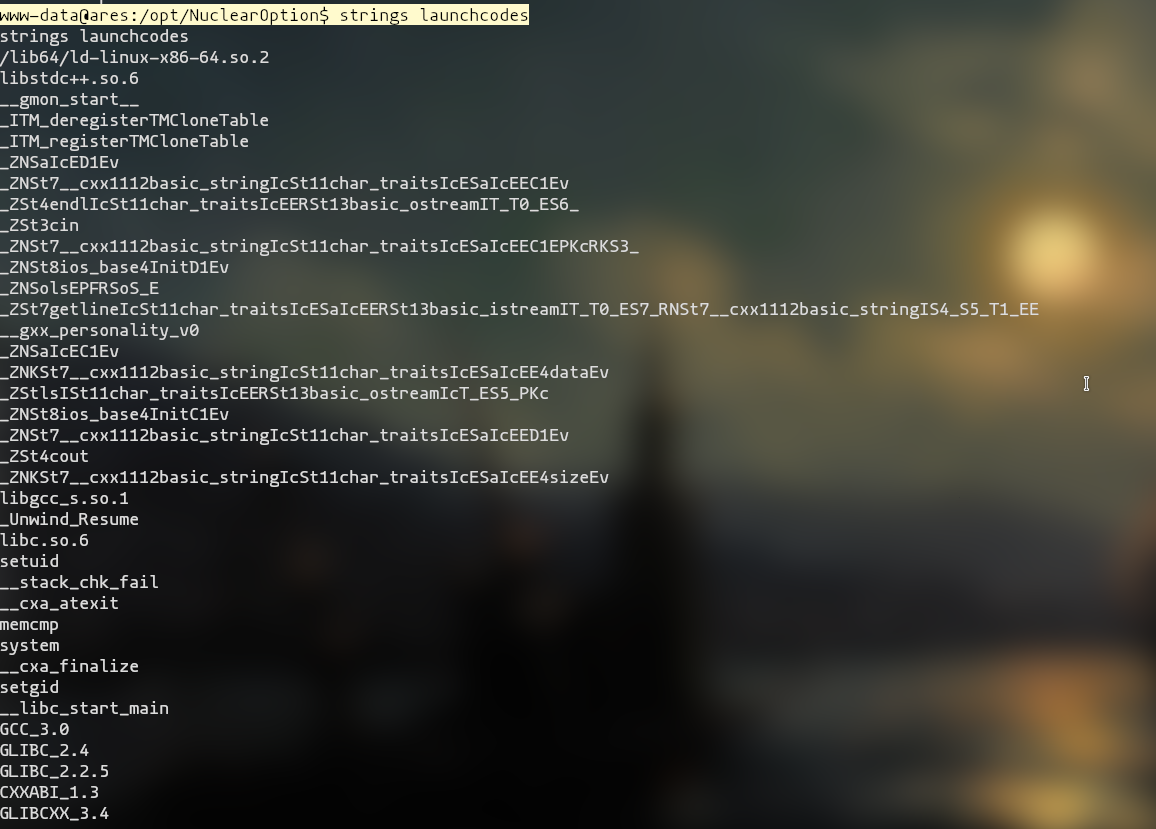 www-data@ares:/opt/NuclearOption$ strings launchcodes
strings launchcodes
/lib64/ld-linux-x86-64.so.2
libstdc++.so.6
__gmon_start__
_ITM_deregisterTMCloneTable
_ITM_registerTMCloneTable
_ZNSaIcED1Ev
_ZNSt7__cxx1112basic_stringIcSt11char_traitsIcESaIcEEC1Ev
_ZSt4endlIcSt11char_traitsIcEERSt13basic_ostreamIT_T0_ES6_
_ZSt3cin
_ZNSt7__cxx1112basic_stringIcSt11char_traitsIcESaIcEEC1EPKcRKS3_
_ZNSt8ios_base4InitD1Ev
_ZNSolsEPFRSoS_E
_ZSt7getlineIcSt11char_traitsIcESaIcEERSt13basic_istreamIT_T0_ES7_RNSt7__cxx1112basic_stringIS4_S5_T1_EE
__gxx_personality_v0
_ZNSaIcEC1Ev
_ZNKSt7__cxx1112basic_stringIcSt11char_traitsIcESaIcEE4dataEv
_ZStlsISt11char_traitsIcEERSt13basic_ostreamIcT_ES5_PKc
_ZNSt8ios_base4InitC1Ev
_ZNSt7__cxx1112basic_stringIcSt11char_traitsIcESaIcEED1Ev
_ZSt4cout
_ZNKSt7__cxx1112basic_stringIcSt11char_traitsIcESaIcEE4sizeEv
libgcc_s.so.1
_Unwind_Resume
libc.so.6
setuid
__stack_chk_fail
__cxa_atexit
memcmp
system
__cxa_finalize
setgid
__libc_start_main
GCC_3.0
GLIBC_2.4
GLIBC_2.2.5
CXXABI_1.3
GLIBCXX_3.4